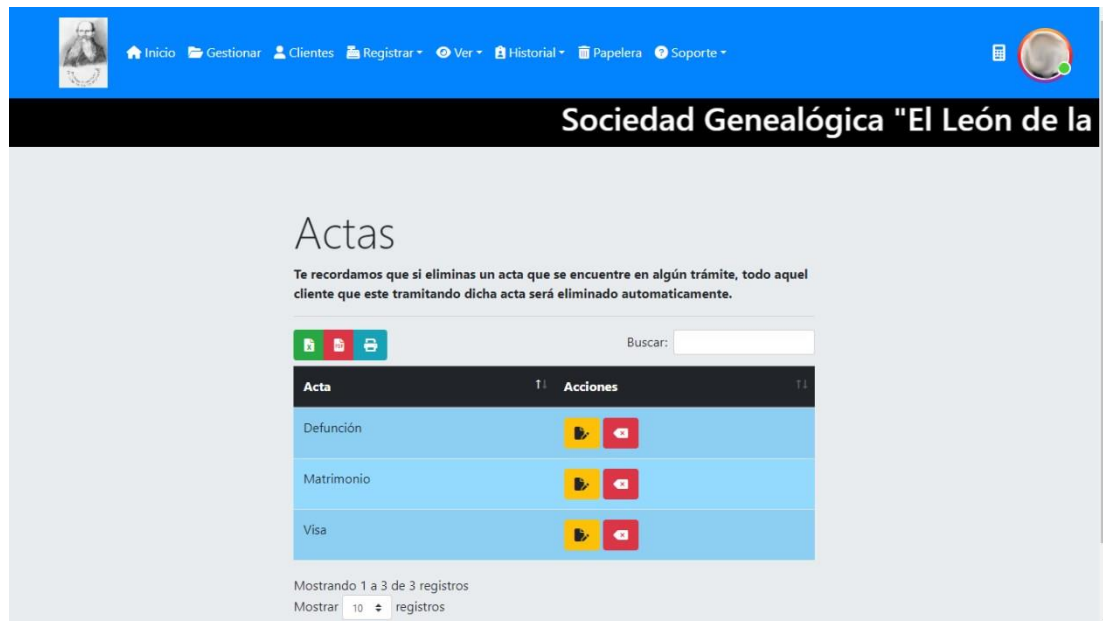 Inicio Gestionar Clientes Registrar Ver Historial Papelera Soporte
Sociedad Genealógica "El León de la
Actas
Te recordamos que si eliminas un acta que se encuentre en algún trámite, todo aquel
cliente que este tramitando dicha acta será eliminado automaticamente.
Buscar:
Acta Acciones
Defunción
Matrimonio
Visa
Mostrando 1 a 3 de 3 registros
Mostrar 10 registros